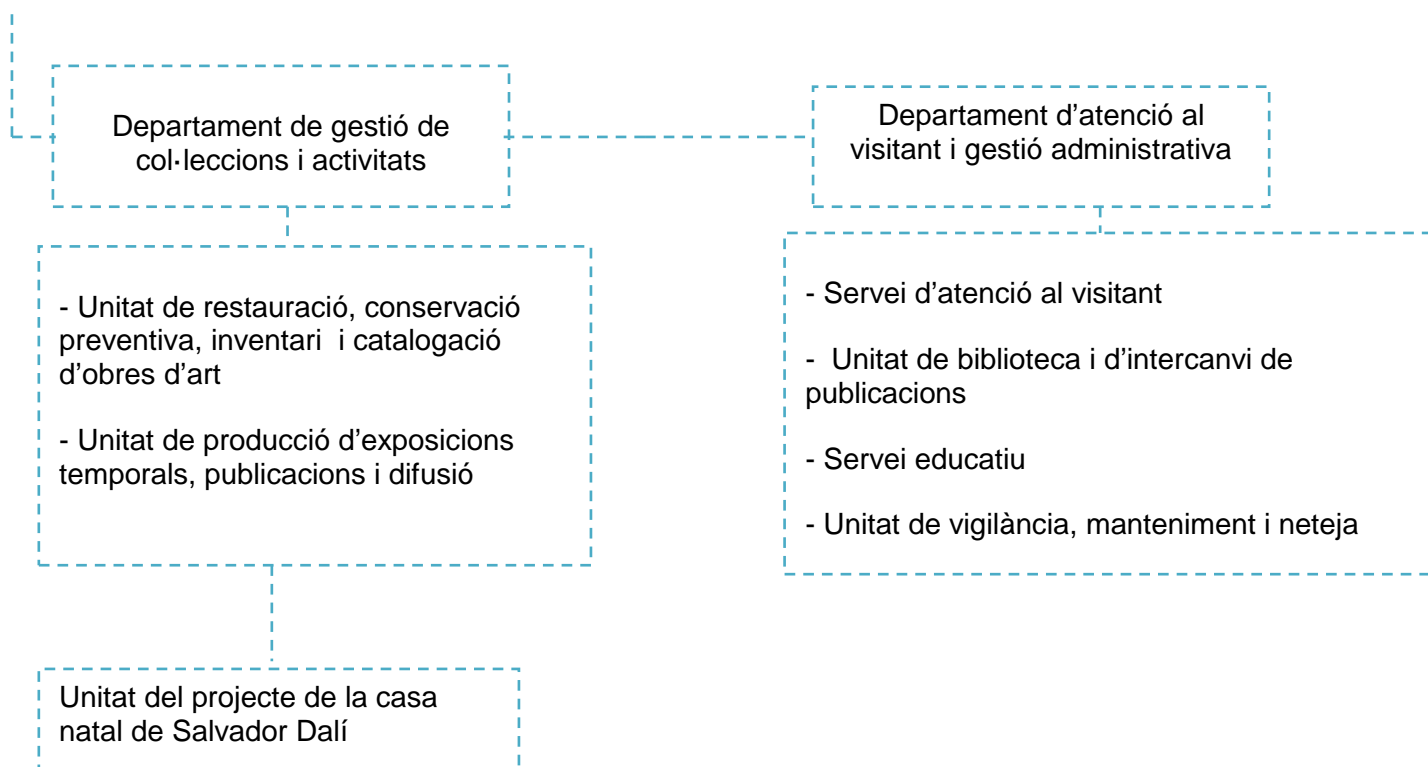 Departament de gestió de
col·leccions i activitats
Departament d’atenció al
visitant i gestió administrativa
- Unitat de restauració, conservació
preventiva, inventari  i catalogació
d’obres d’art
- Unitat de producció d’exposicions
temporals, publicacions i difusió
- Servei d’atenció al visitant
-  Unitat de biblioteca i d’intercanvi de
publicacions
- Servei educatiu
- Unitat de vigilància, manteniment i neteja
Unitat del projecte de la casa
natal de Salvador Dalí